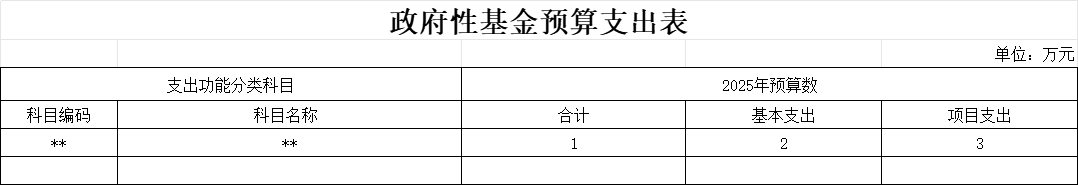 政府性基金预算支出表
单位：万元
支出功能分类科目 2025年预算数
科目编码 科目名称 合计 基本支出 项目支出
** ** 1 2 3